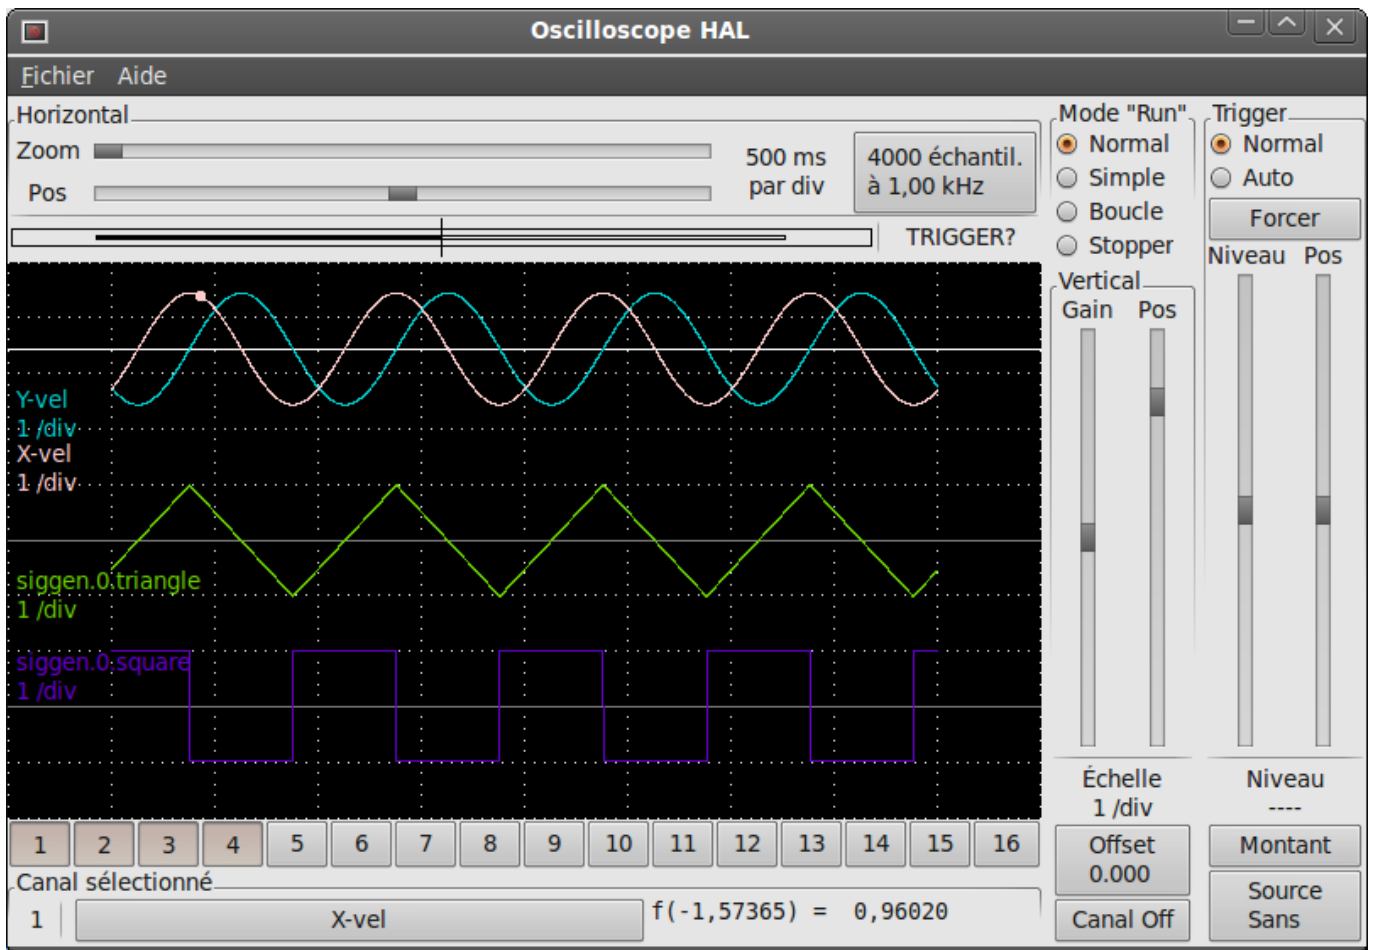 Oscilloscope HAL
Fichier Aide
Horizontal
Zoom
Pos
500 ms
par div
4000 échantil.
à 1,00 kHz
TRIGGER?
Mode "Run"
Normal
Simple
Boucle
Stopper
Trigger
Normal
Auto
Forcer
Niveau Pos
Vertical
Gain Pos
Y-vel
1 /div
X-vel
1 /div
siggen.0.triangle
1 /div
siggen.0.square
1 /div
Échelle
1 /div
Offset
0.000
Canal Off
Niveau
----
Montant
Source
Sans
1 2 3 4 5 6 7 8 9 10 11 12 13 14 15 16
Canal sélectionné
1 X-vel f(-1,57365) = 0,96020